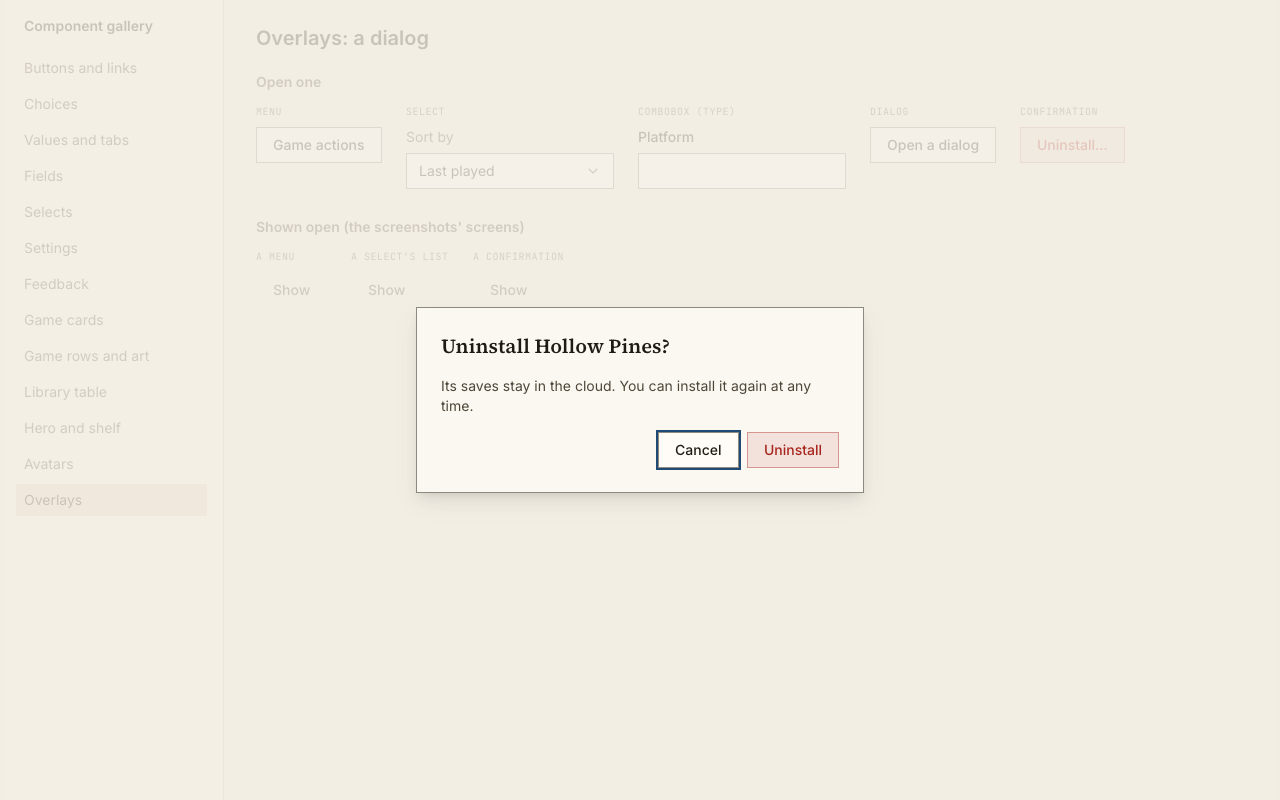 Component gallery
Buttons and links
Choices
Values and tabs
Fields
Selects
Settings
Feedback
Game cards
Game rows and art
Library table
Hero and shelf
Avatars
Overlays
Overlays: a dialog
Open one
MENU
Game actions
SELECT
Sort by
Last played
COMBOBOX (TYPE)
Platform
DIALOG
Open a dialog
CONFIRMATION
Uninstall...
Shown open (the screenshots' screens)
A MENU
Show
A SELECT'S LIST
Show
A CONFIRMATION
Show
Uninstall Hollow Pines?
Its saves stay in the cloud. You can install it again at any
time.
Cancel
Uninstall